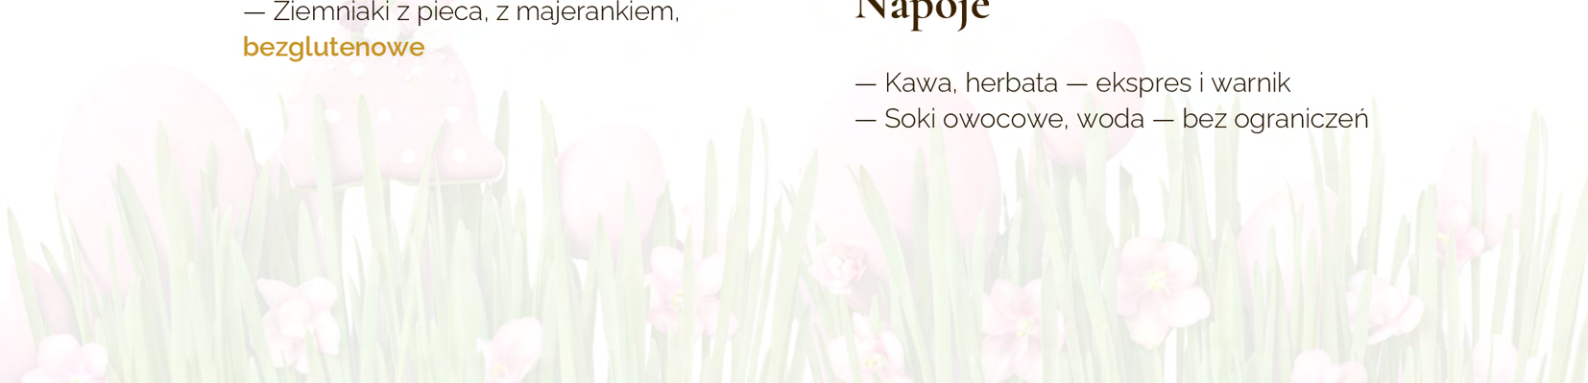 — Ziemniaki z pieca, z majerankiem,
bezglutenowe
Napoje
— Kawa, herbata — ekspres i warnik
— Soki owocowe, woda — bez ograniczeń